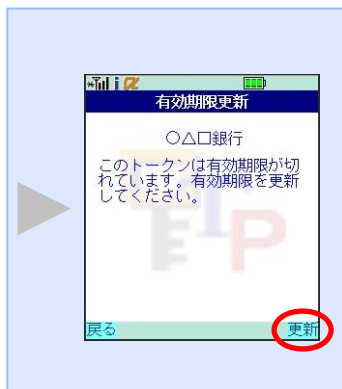 有効期限更新
○△□銀行
このトークンは有効期限が切
れています。有効期限を更新
してください。
戻る 更新